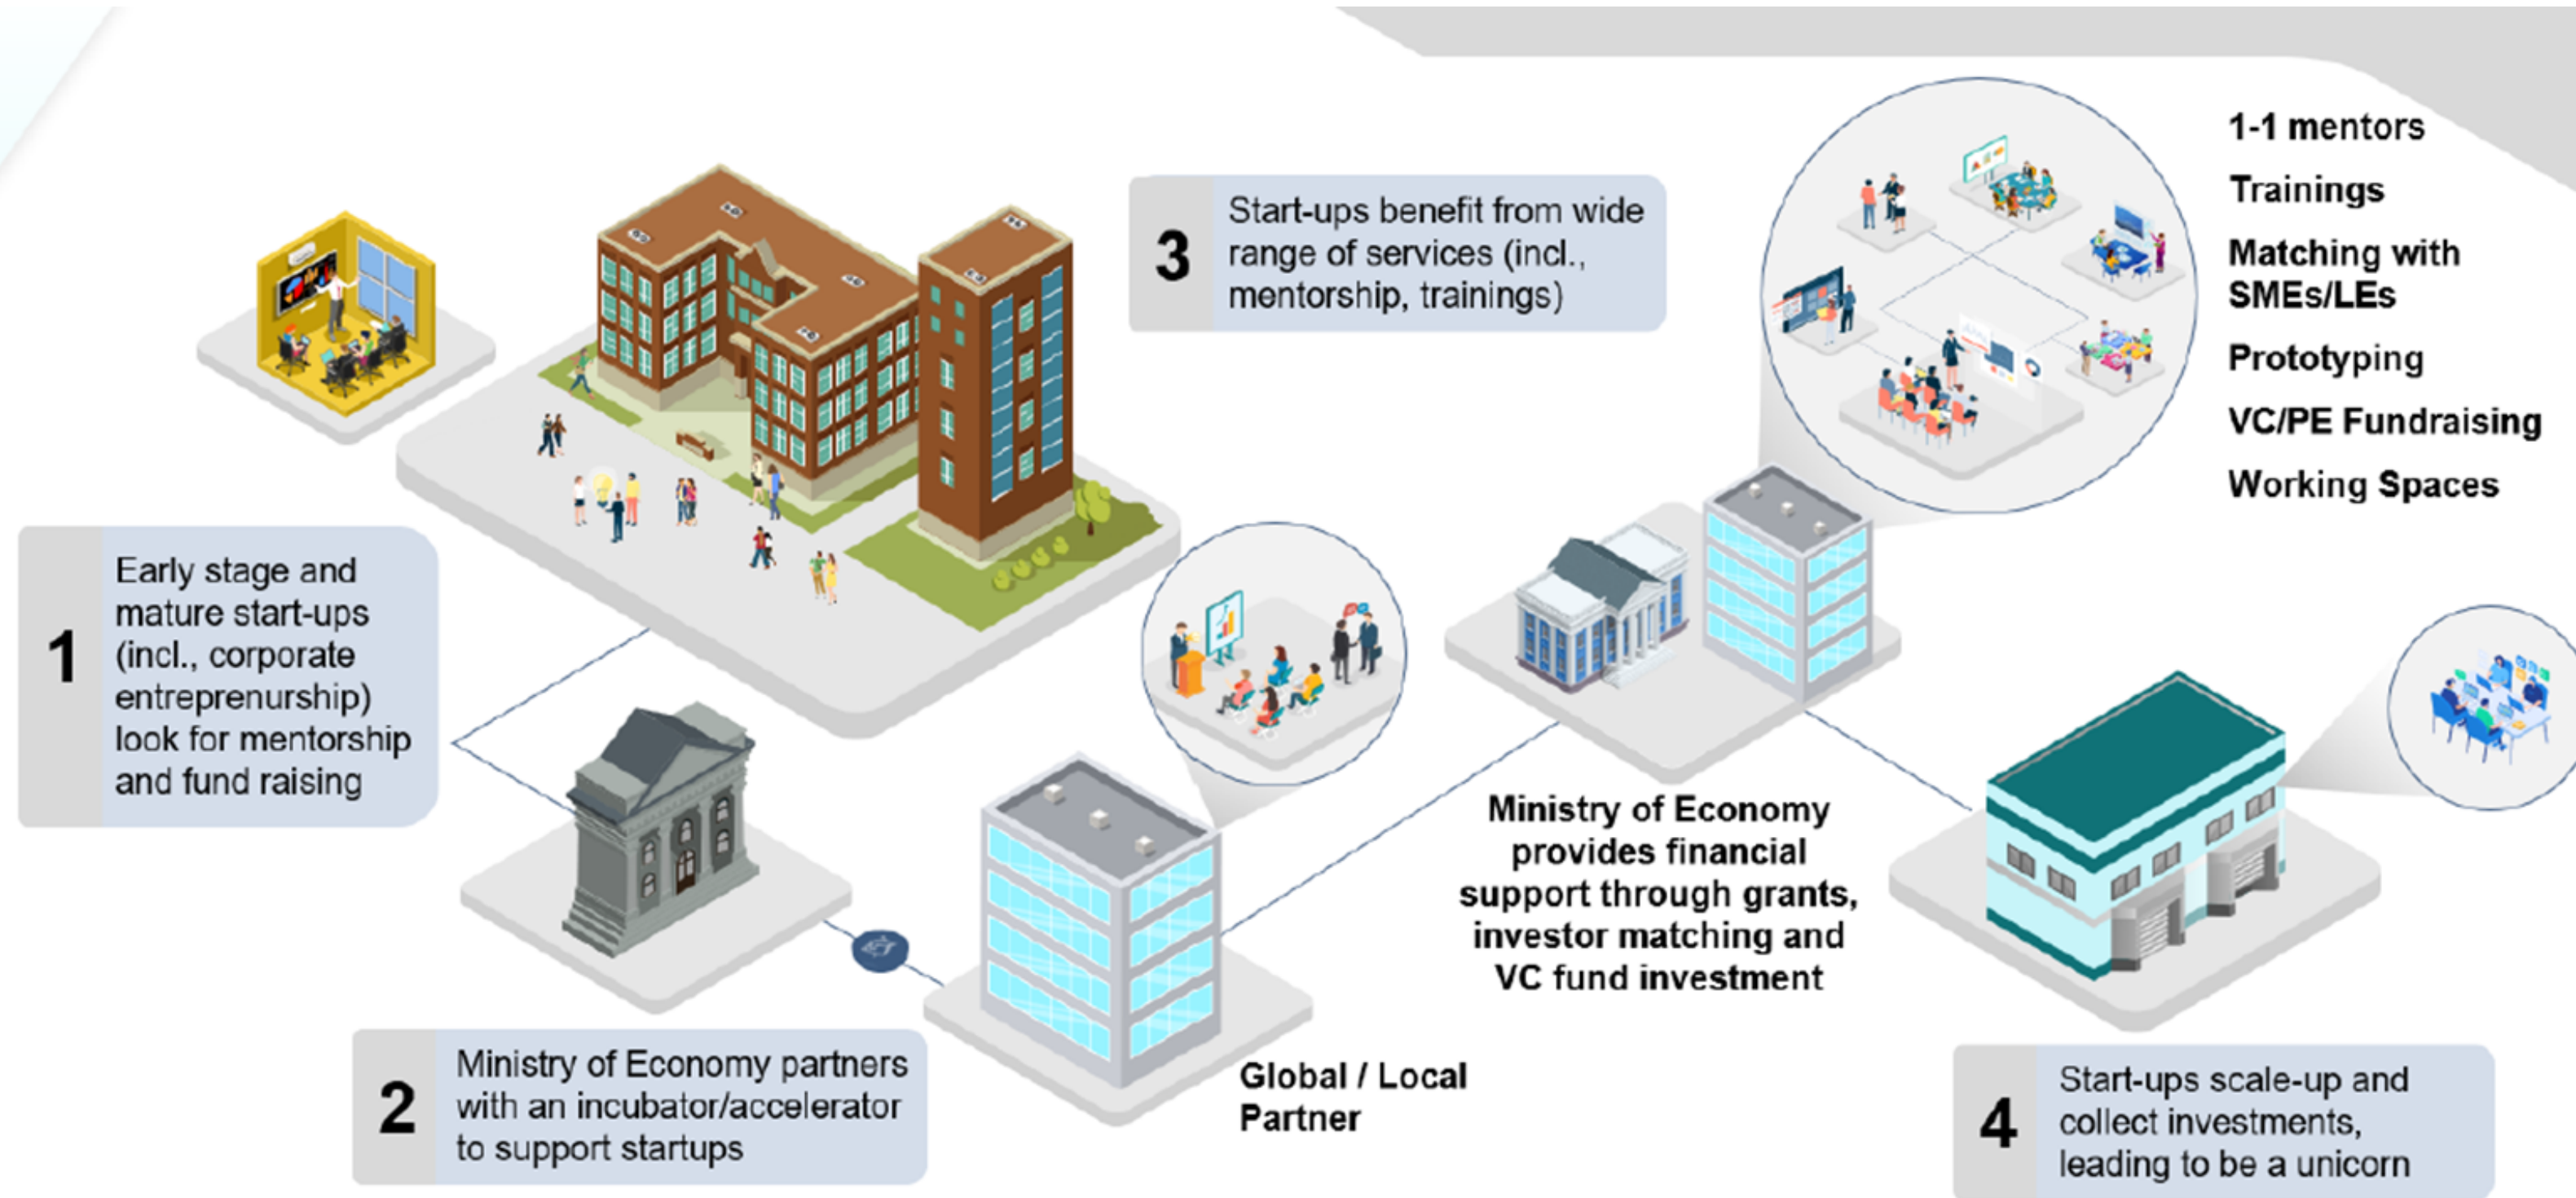 1
Early stage and
mature start-ups
(incl., corporate
entreprenurship)
look for mentorship
and fund raising
2
Ministry of Economy partners
with an incubator/accelerator
to support startups
Global / Local
Partner
3
Start-ups benefit from wide
range of services (incl.,
mentorship, trainings)
1-1 mentors
Trainings
Matching with
SMEs/LEs
Prototyping
VC/PE Fundraising
Working Spaces
Ministry of Economy
provides financial
support through grants,
investor matching and
VC fund investment
4
Start-ups scale-up and
collect investments,
leading to be a unicorn